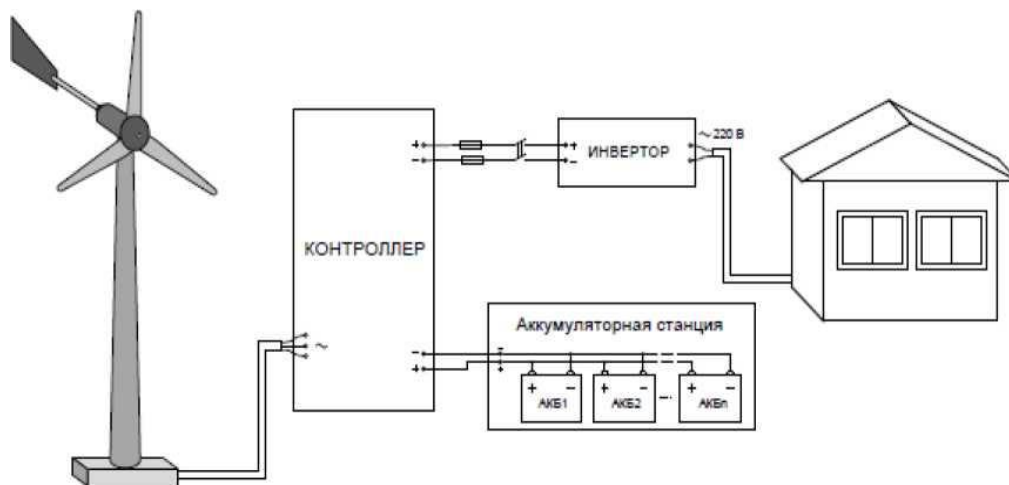 +
−
+
−
ИНВЕРТОР
~ 220 В
КОНТРОЛЛЕР
~
−
+
Аккумуляторная станция
−
+
+ −
АКБ1
+ −
АКБ2
+ −
АКБn